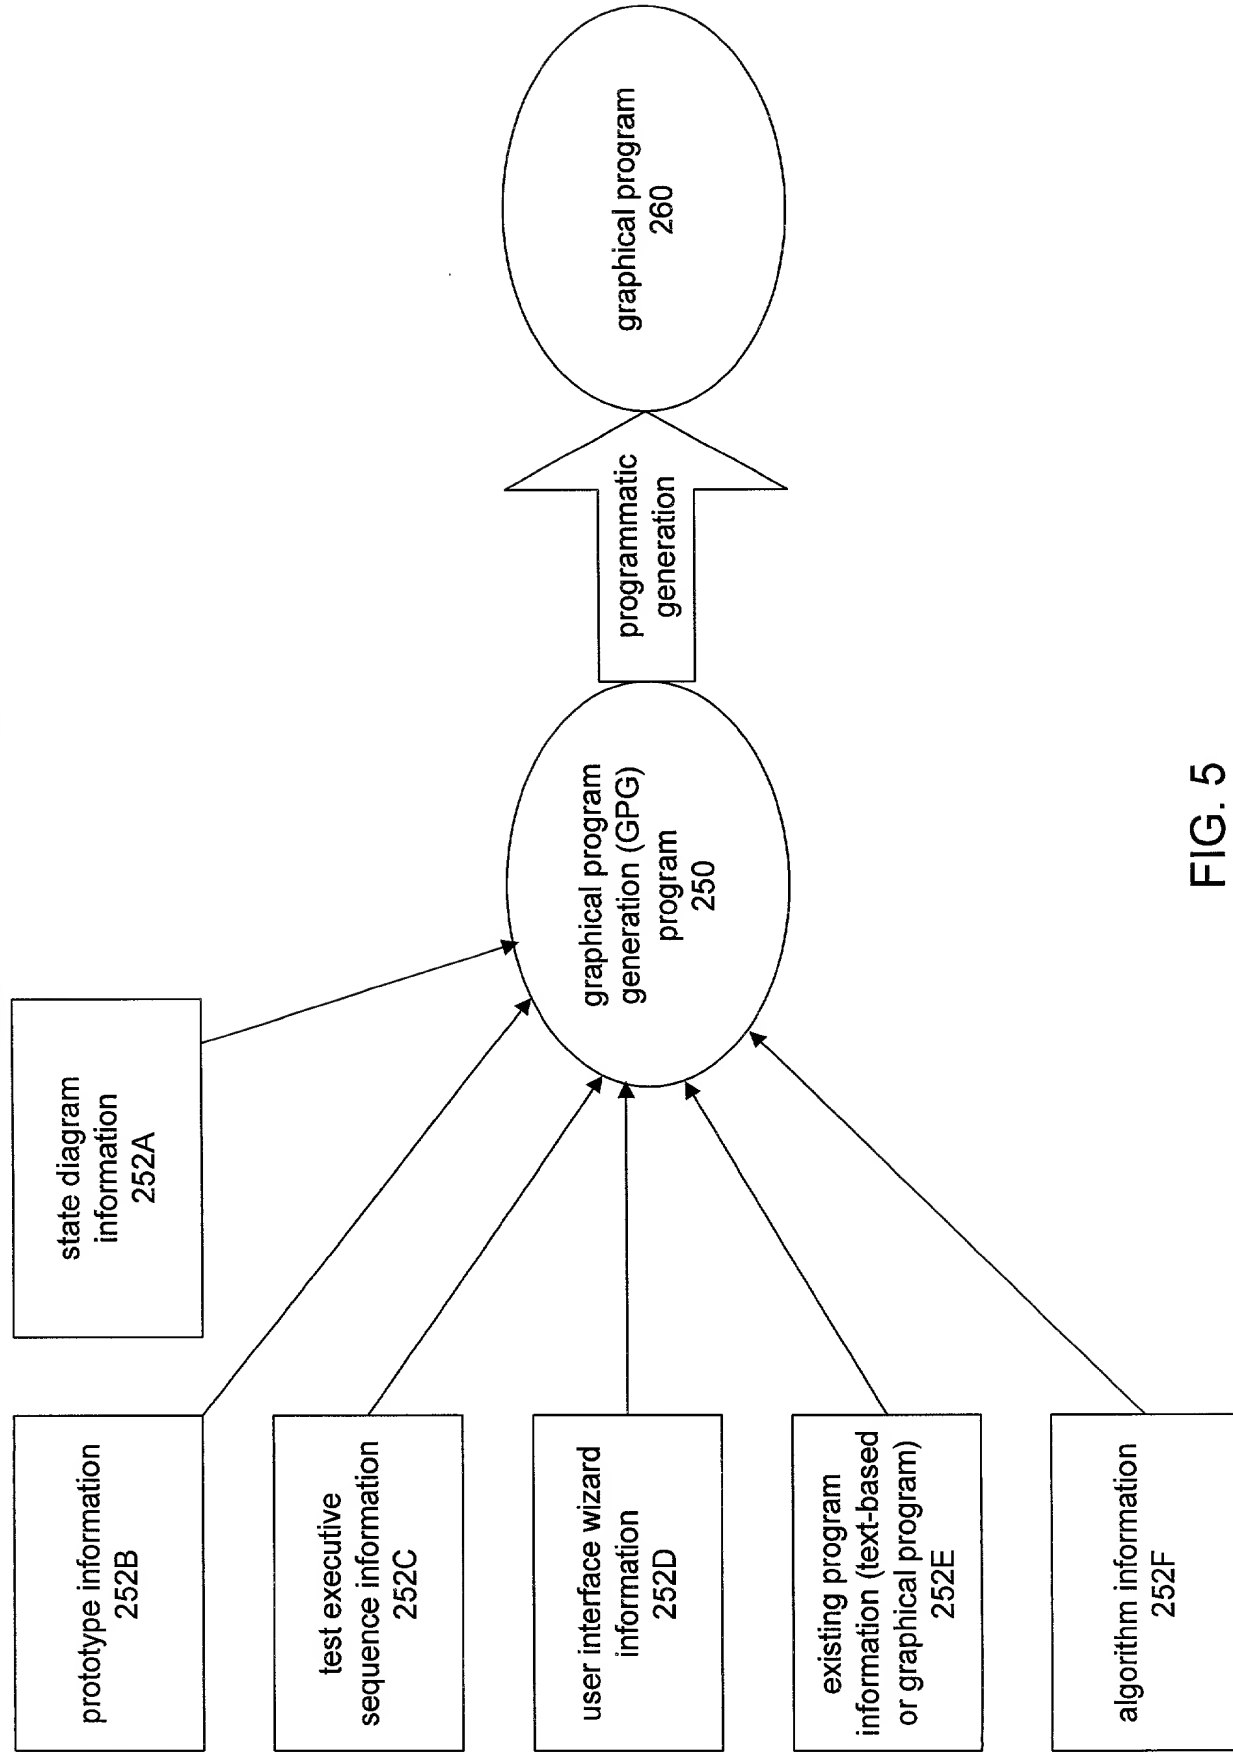 state diagram
information
252A
prototype information
252B
test executive
sequence information
252C
user interface wizard
information
252D
existing program
information (text-based
or graphical program)
252E
algorithm information
252F
graphical program
generation (GPG)
program
250
programmatic
generation
graphical program
260
FIG. 5